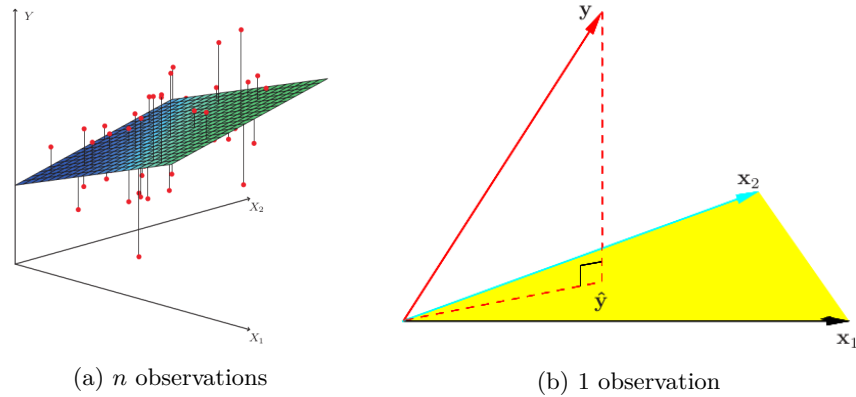 Y
X₂
X₁
(a) n observations
y
x₂
ŷ
x₁
(b) 1 observation